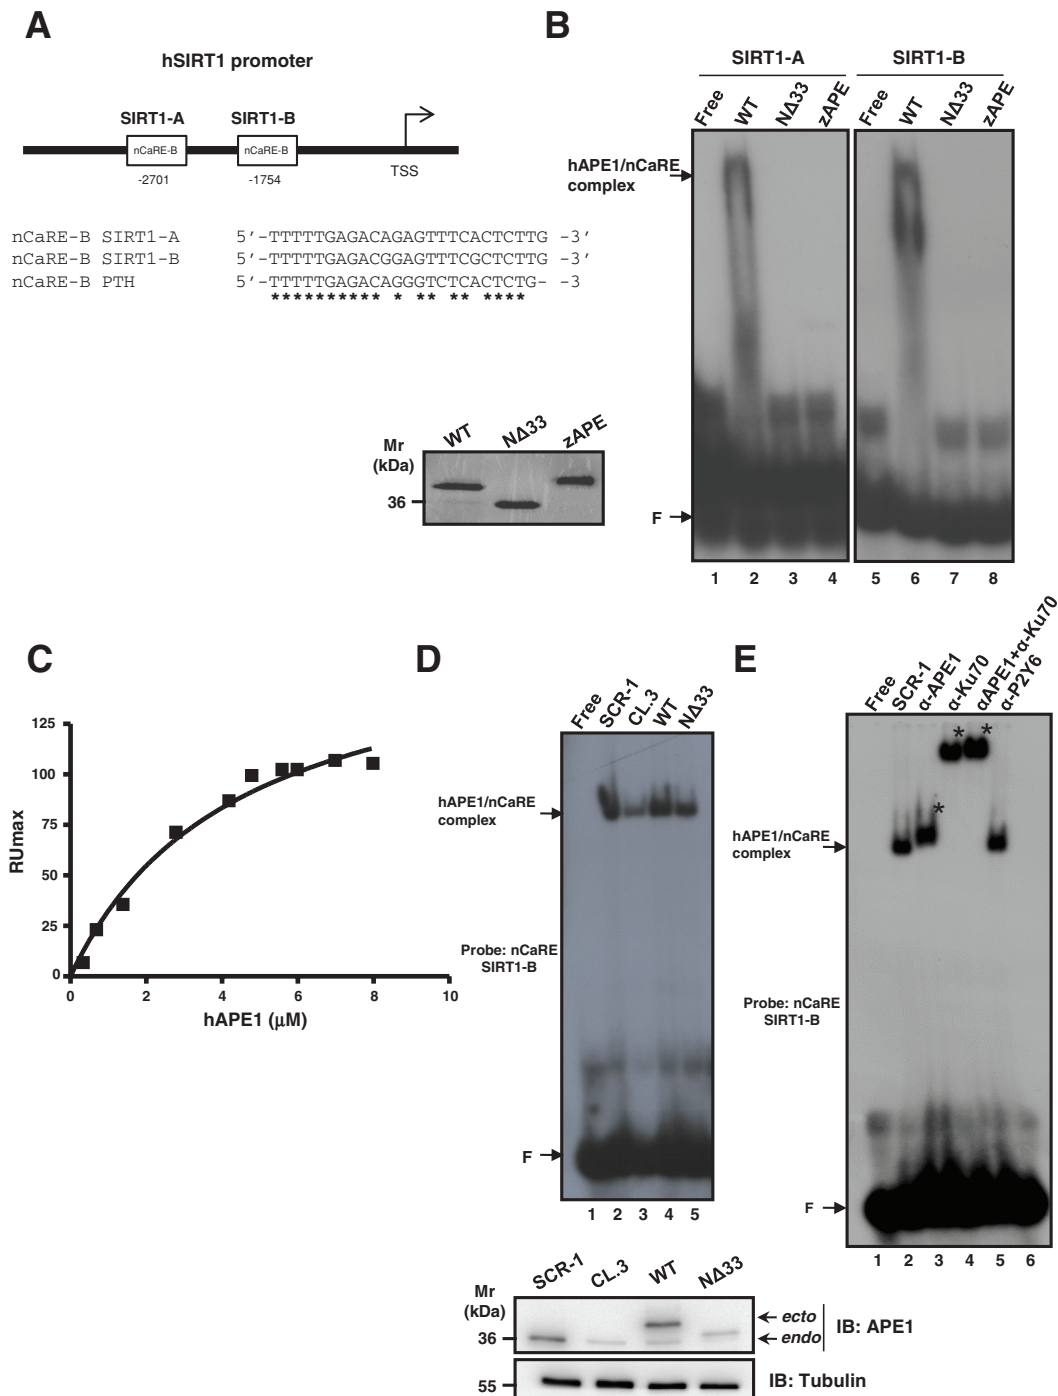 A
hSIRT1 promoter
SIRT1-A SIRT1-B
nCaRE-B nCaRE-B
-2701 -1754 TSS
nCaRE-B SIRT1-A 5'-TTTTTGAGACAGAGTTTCACTCTTG -3'
nCaRE-B SIRT1-B 5'-TTTTTGAGACGGAGTTTCGCTCTTG -3'
nCaRE-B PTH 5'-TTTTTGAGACAGGGTCTCACTCTG- -3
********** * ** ** ****
WT NΔ33 zAPE
Mr
(kDa)
36
B
SIRT1-A SIRT1-B
Free WT NΔ33 zAPE Free WT NΔ33 zAPE
hAPE1/nCaRE
complex
F
1 2 3 4 5 6 7 8
C
125
100
75
50
25
0
RUmax
0 2 4 6 8 10
hAPE1 (μM)
D
Free SCR-1 CL.3 WT NΔ33
hAPE1/nCaRE
complex
Probe: nCaRE
SIRT1-B
F
1 2 3 4 5
SCR-1 CL.3 WT NΔ33
Mr
(kDa)
36
ecto
endo
IB: APE1
55
IB: Tubulin
E
Free SCR-1 α-APE1 α-Ku70 αAPE1+α-Ku70 α-P2Y6
* *
*
hAPE1/nCaRE
complex
Probe: nCaRE
SIRT1-B
F
1 2 3 4 5 6